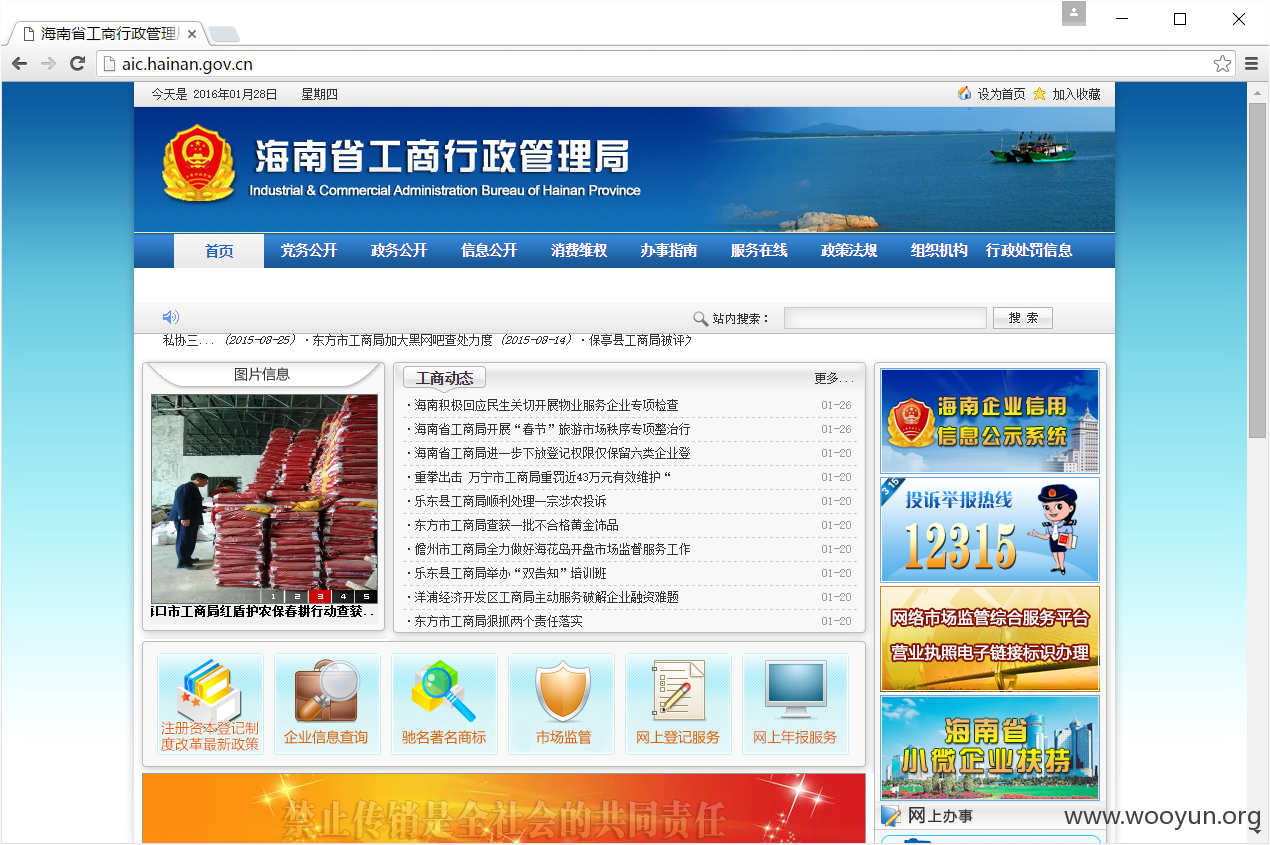 海南省工商行政管理
aic.hainan.gov.cn
今天是 2016年01月28日 星期四
设为首页 加入收藏
海南省工商行政管理局
Industrial & Commercial Administration Bureau of Hainan Province
首页 党务公开 政务公开 信息公开 消费维权 办事指南 服务在线 政策法规 组织机构 行政处罚信息
站内搜索： 搜 索
私协三... (2015-08-25) ·东方市工商局加大黑网吧查处力度 (2015-08-14) ·保亭县工商局被评
图片信息
1 2 3 4 5
口市工商局红盾护农保春耕行动查获..
工商动态 更多...
·海南积极回应民生关切开展物业服务企业专项检查 01-26
·海南省工商局开展“春节”旅游市场秩序专项整治行 01-26
·海南省工商局进一步下放登记权限仅保留六类企业登 01-20
·重拳出击 万宁市工商局重罚近43万元有效维护“ 01-20
·乐东县工商局顺利处理一宗涉农投诉 01-20
·东方市工商局查获一批不合格黄金饰品 01-20
·儋州市工商局全力做好海花岛开盘市场监督服务工作 01-20
·乐东县工商局举办“双告知”培训班 01-20
·洋浦经济开发区工商局主动服务破解企业融资难题 01-20
·东方市工商局狠抓两个责任落实 01-20
海南企业信用
信息公示系统
3.15
投诉举报热线
12315
网络市场监管综合服务平台
营业执照电子链接标识办理
海南省
小微企业扶持
网上办事
注册资本登记制
度改革最新政策
企业信息查询
驰名著名商标
市场监管
网上登记服务
网上年报服务
禁止传销是全社会的共同责任
www.wooyun.org